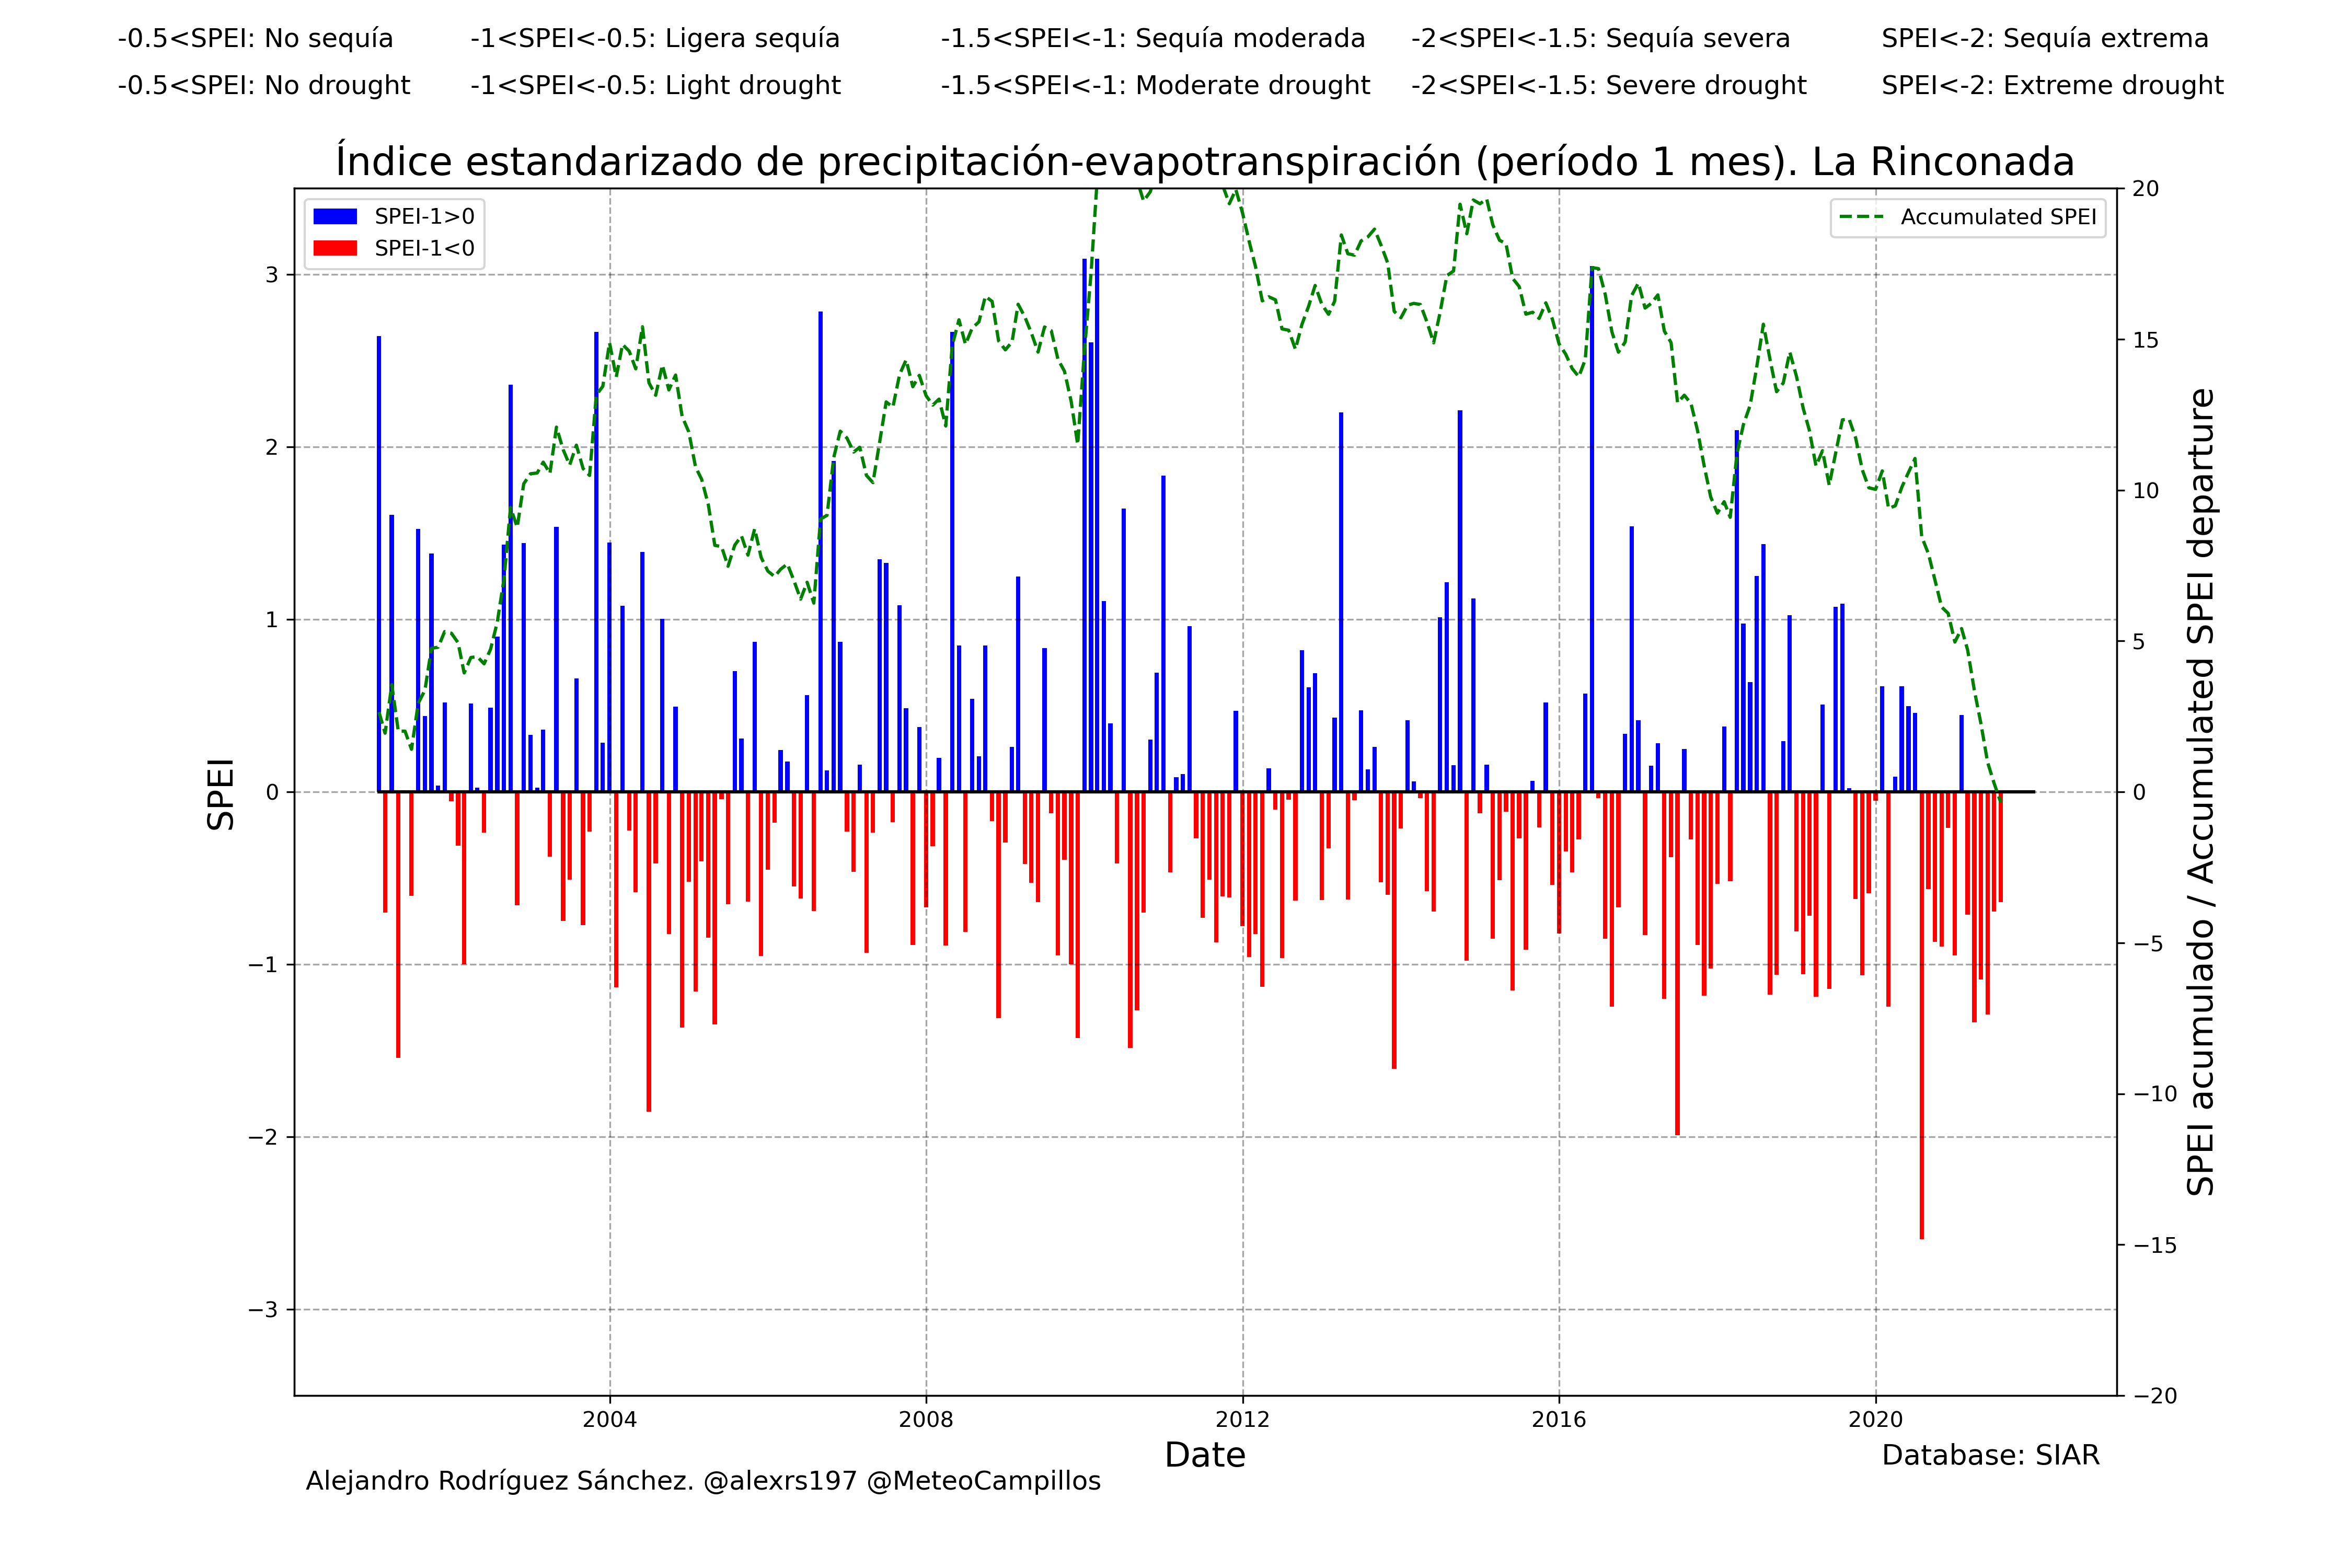 -0.5<SPEI: No sequía -1<SPEI<-0.5: Ligera sequía -1.5<SPEI<-1: Sequía moderada -2<SPEI<-1.5: Sequía severa SPEI<-2: Sequía extrema
-0.5<SPEI: No drought -1<SPEI<-0.5: Light drought -1.5<SPEI<-1: Moderate drought -2<SPEI<-1.5: Severe drought SPEI<-2: Extreme drought
Índice estandarizado de precipitación-evapotranspiración (período 1 mes). La Rinconada
SPEI-1>0
SPEI-1<0
Accumulated SPEI
SPEI
3
2
1
0
−1
−2
−3
20
15
10
5
0
−5
−10
−15
−20
SPEI acumulado / Accumulated SPEI departure
2004 2008 2012 2016 2020
Date
Database: SIAR
Alejandro Rodríguez Sánchez. @alexrs197 @MeteoCampillos